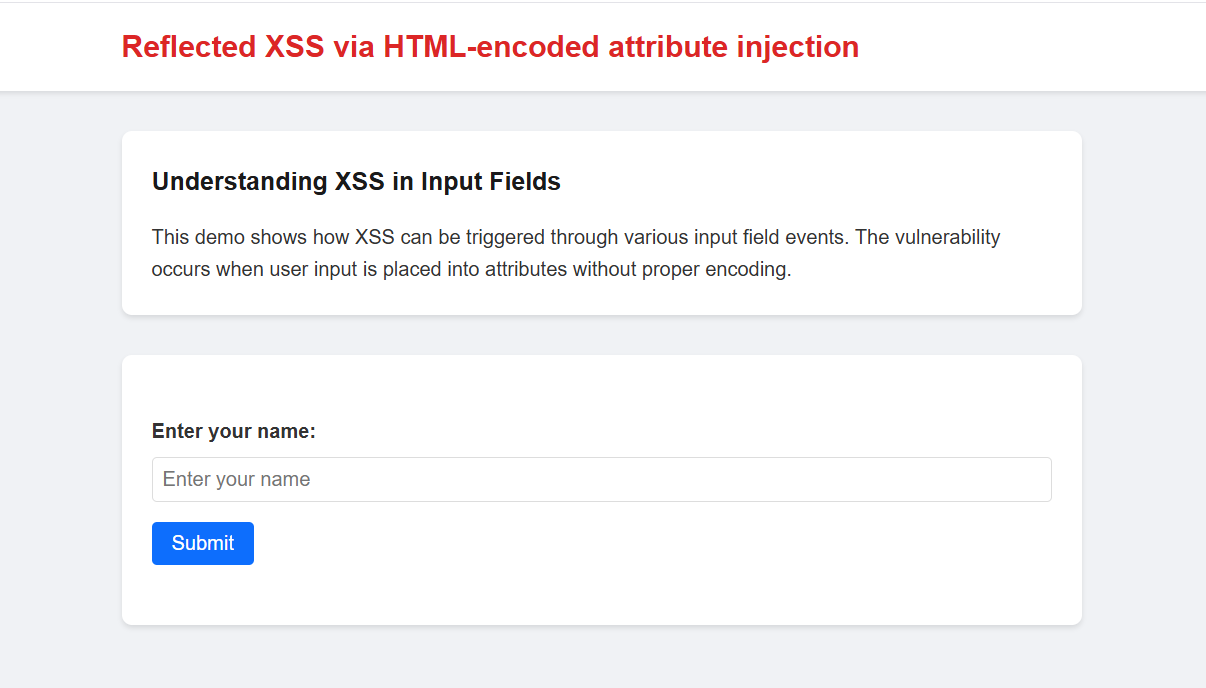 Reflected XSS via HTML-encoded attribute injection
Understanding XSS in Input Fields
This demo shows how XSS can be triggered through various input field events. The vulnerability
occurs when user input is placed into attributes without proper encoding.
Enter your name:
Enter your name
Submit